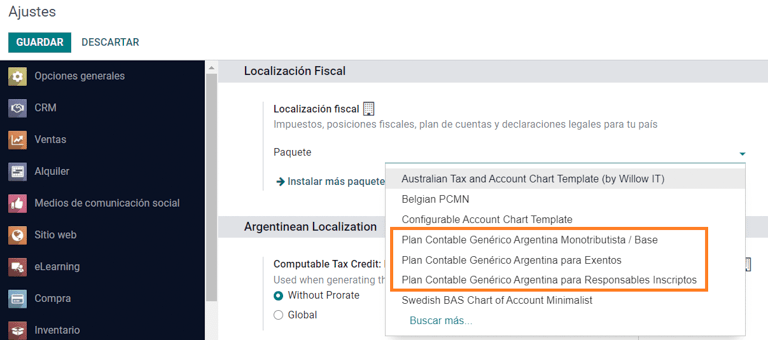 Ajustes
GUARDAR DESCARTAR
Opciones generales
CRM
Ventas
Alquiler
Medios de comunicación social
Sitio web
eLearning
Compra
Inventario
Localización Fiscal
Localización fiscal
Impuestos, posiciones fiscales, plan de cuentas y declaraciones legales para tu país
Paquete
Instalar más paquete
Australian Tax and Account Chart Template (by Willow IT)
Belgian PCMN
Configurable Account Chart Template
Plan Contable Genérico Argentina Monotributista / Base
Plan Contable Genérico Argentina para Exentos
Plan Contable Genérico Argentina para Responsables Inscriptos
Swedish BAS Chart of Account Minimalist
Buscar más...
Argentinean Localization
Computable Tax Credit:
Used when generating th
Without Prorate
Global